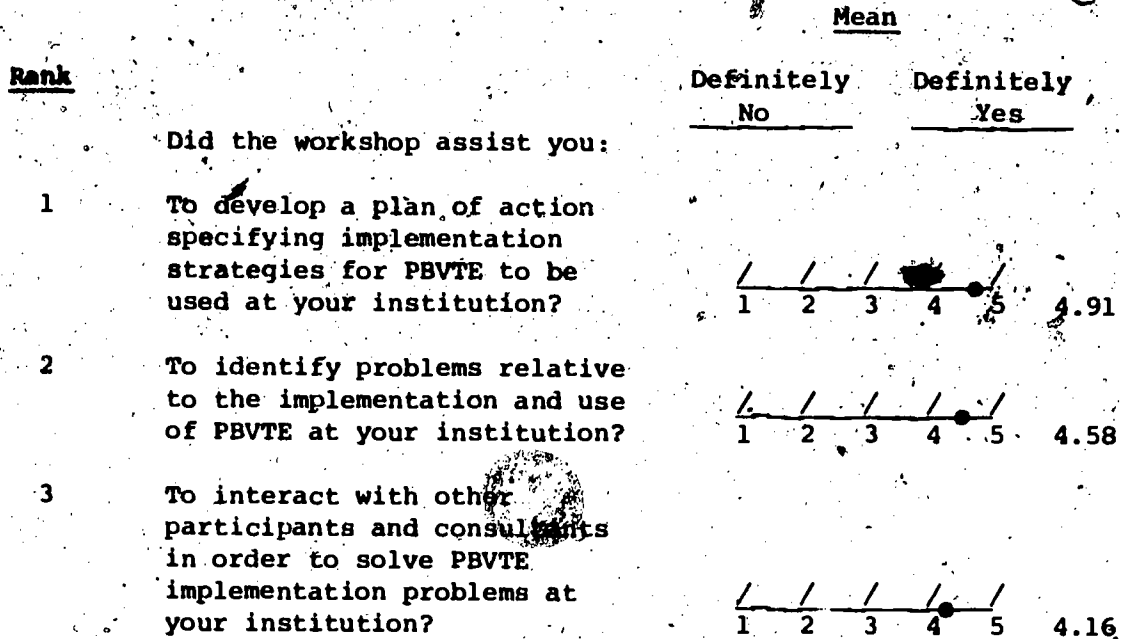 Mean
Rank Definitely Definitely
No Yes
Did the workshop assist you:
1 To develop a plan of action
specifying implementation
strategies for PBVTE to be
used at your institution?
1 2 3 4 5 4.91
2 To identify problems relative
to the implementation and use
of PBVTE at your institution?
1 2 3 4 5 4.58
3 To interact with other
participants and consultants
in order to solve PBVTE
implementation problems at
your institution?
1 2 3 4 5 4.16